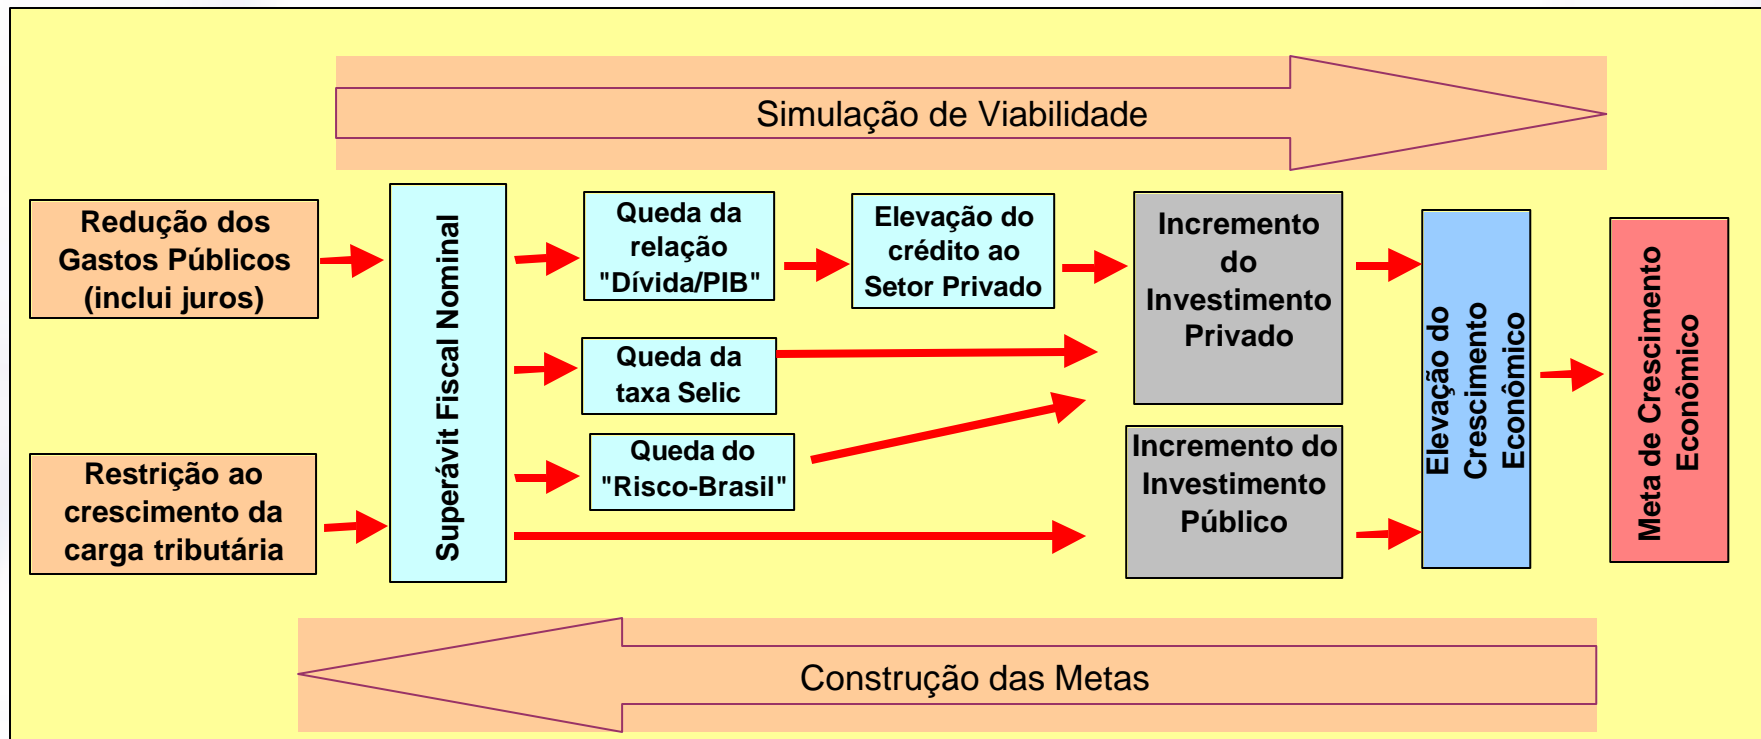 Simulação de Viabilidade
Redução dos
Gastos Públicos
(inclui juros)
Restrição ao
crescimento da
carga tributária
Superávit Fiscal Nominal
Queda da
relação
"Dívida/PIB"
Elevação do
crédito ao
Setor Privado
Queda da
taxa Selic
Queda do
"Risco-Brasil"
Incremento
do
Investimento
Privado
Incremento do
Investimento
Público
Elevação do
Crescimento
Econômico
Meta de Crescimento
Econômico
Construção das Metas